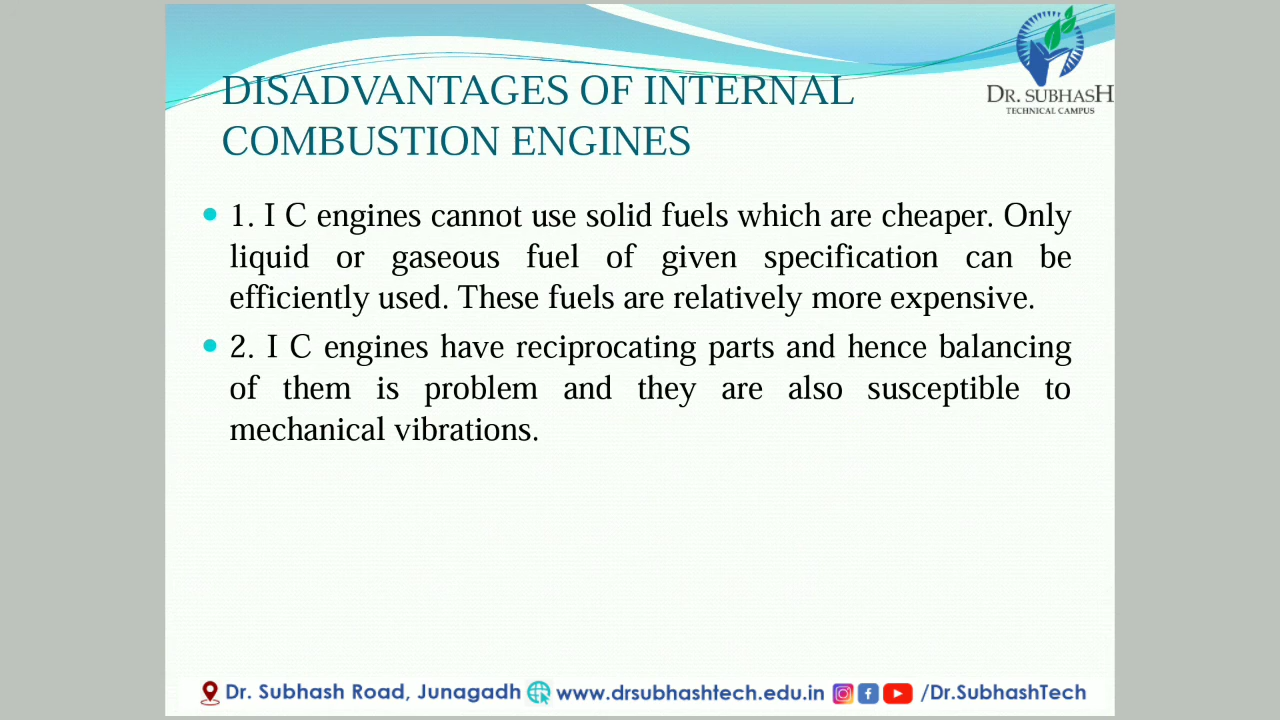 DISADVANTAGES OF INTERNAL
COMBUSTION ENGINES
DR. SUBHASH
TECHNICAL CAMPUS
1. I C engines cannot use solid fuels which are cheaper. Only
liquid or gaseous fuel of given specification can be
efficiently used. These fuels are relatively more expensive.
2. I C engines have reciprocating parts and hence balancing
of them is problem and they are also susceptible to
mechanical vibrations.
Dr. Subhash Road, Junagadh www.drsubhashtech.edu.in /Dr.SubhashTech